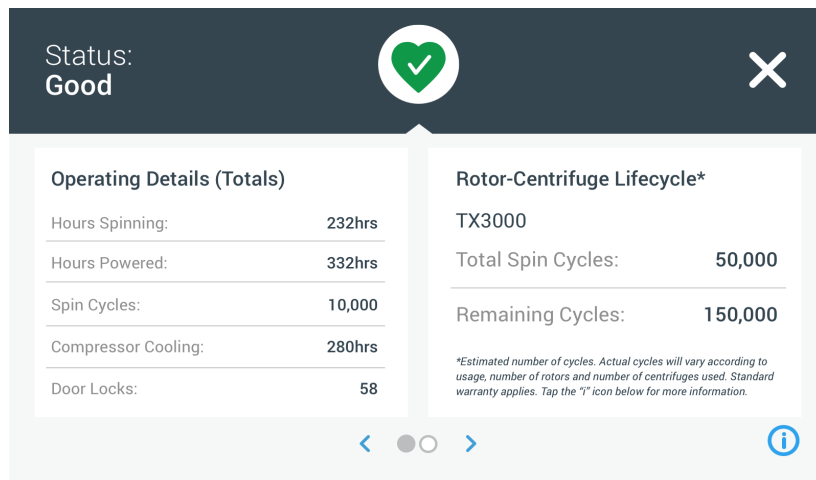 Status:
Good
Operating Details (Totals)
Hours Spinning: 232hrs
Hours Powered: 332hrs
Spin Cycles: 10,000
Compressor Cooling: 280hrs
Door Locks: 58
Rotor-Centrifuge Lifecycle*
TX3000
Total Spin Cycles: 50,000
Remaining Cycles: 150,000
*Estimated number of cycles. Actual cycles will vary according to
usage, number of rotors and number of centrifuges used. Standard
warranty applies. Tap the “i” icon below for more information.